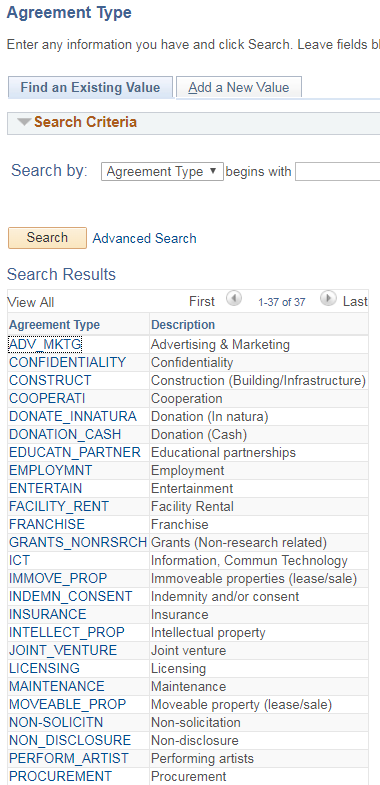 Agreement Type
Enter any information you have and click Search. Leave fields
Find an Existing Value Add a New Value
Search Criteria
Search by: Agreement Type begins with
Search Advanced Search
Search Results
View All First 1-37 of 37 Last
Agreement Type Description
ADV_MKTG Advertising & Marketing
CONFIDENTIALITY Confidentiality
CONSTRUCT Construction (Building/Infrastructure)
COOPERATI Cooperation
DONATE_INNATURA Donation (In natura)
DONATION_CASH Donation (Cash)
EDUCATN_PARTNER Educational partnerships
EMPLOYMNT Employment
ENTERTAIN Entertainment
FACILITY_RENT Facility Rental
FRANCHISE Franchise
GRANTS_NONRSRCH Grants (Non-research related)
ICT Information, Commun Technology
IMMOVE_PROP Immoveable properties (lease/sale)
INDEMN_CONSENT Indemnity and/or consent
INSURANCE Insurance
INTELLECT_PROP Intellectual property
JOINT_VENTURE Joint venture
LICENSING Licensing
MAINTENANCE Maintenance
MOVEABLE_PROP Moveable property (lease/sale)
NON-SOLICITN Non-solicitation
NON_DISCLOSURE Non-disclosure
PERFORM_ARTIST Performing artists
PROCUREMENT Procurement